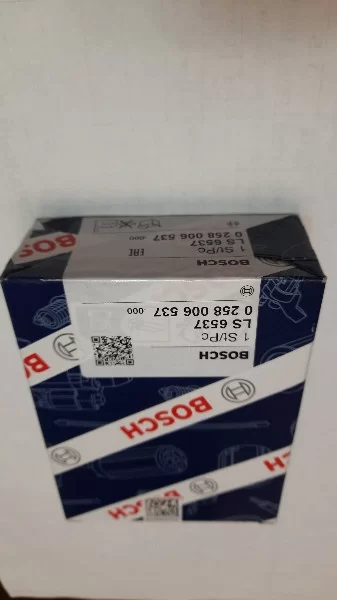 BOSCH
1 St/Pc
LS 6537
0 258 006 537
000
BOSCH
BOSCH
BOSCH
1 St/Pc
LS 6537
0 258 006 537
000
EAC
BOSCH